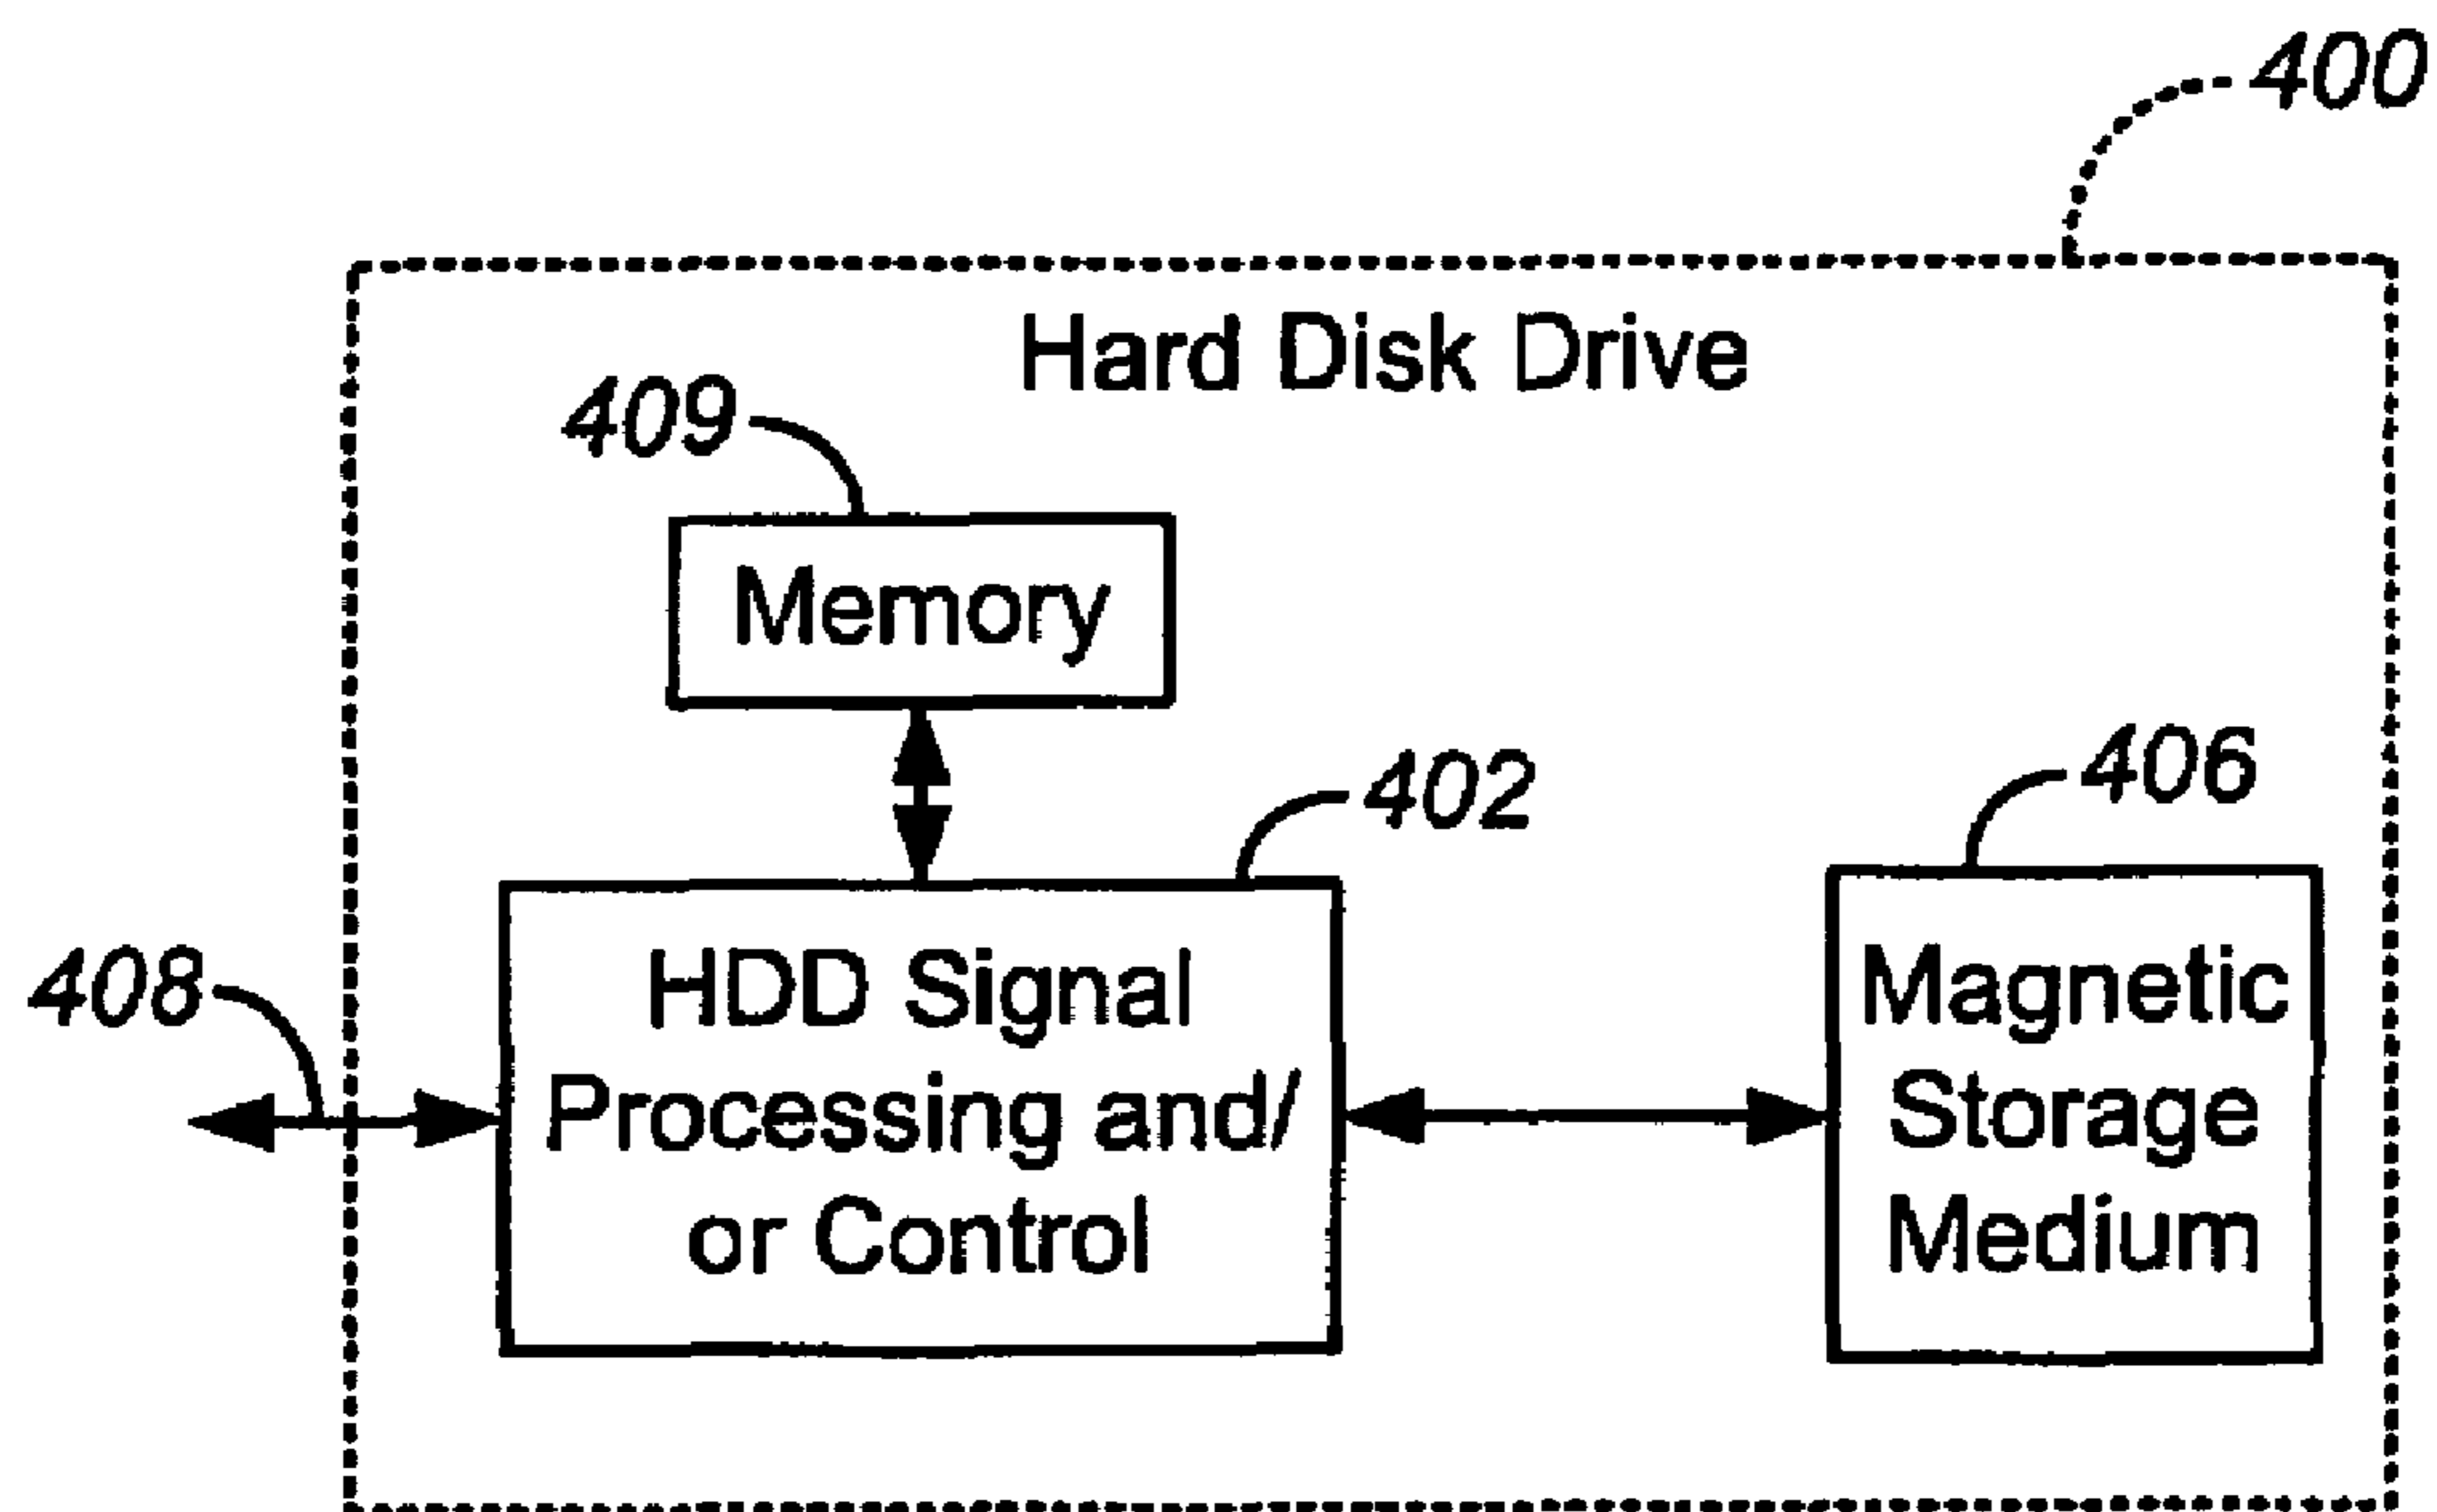 400
Hard Disk Drive
409
Memory
402
406
408
HDD Signal
Processing and/
or Control
Magnetic
Storage
Medium